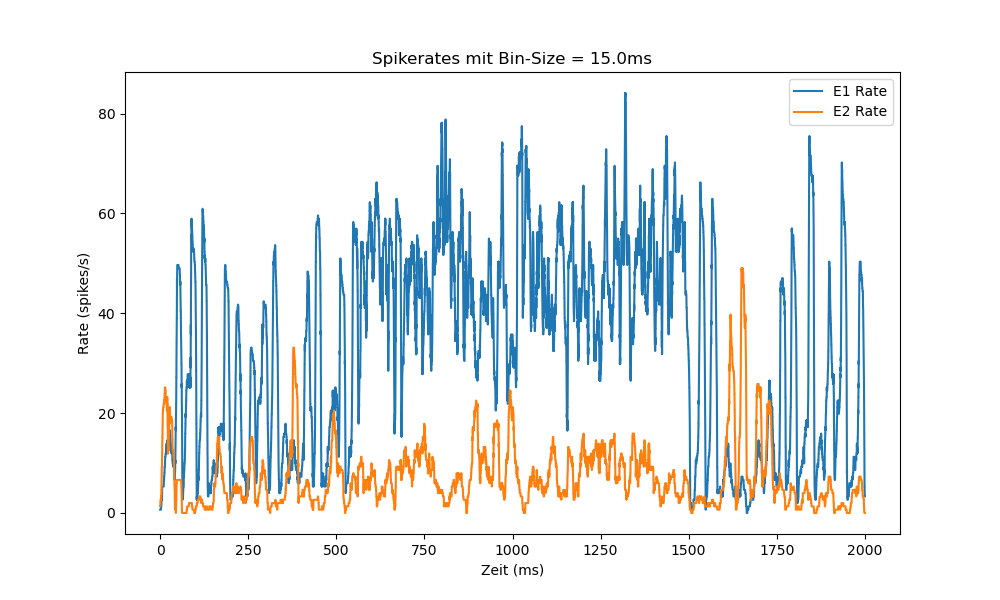 Spikerates mit Bin-Size = 15.0ms
E1 Rate
E2 Rate
Rate (spikes/s)
80
60
40
20
0
0 250 500 750 1000 1250 1500 1750 2000
Zeit (ms)